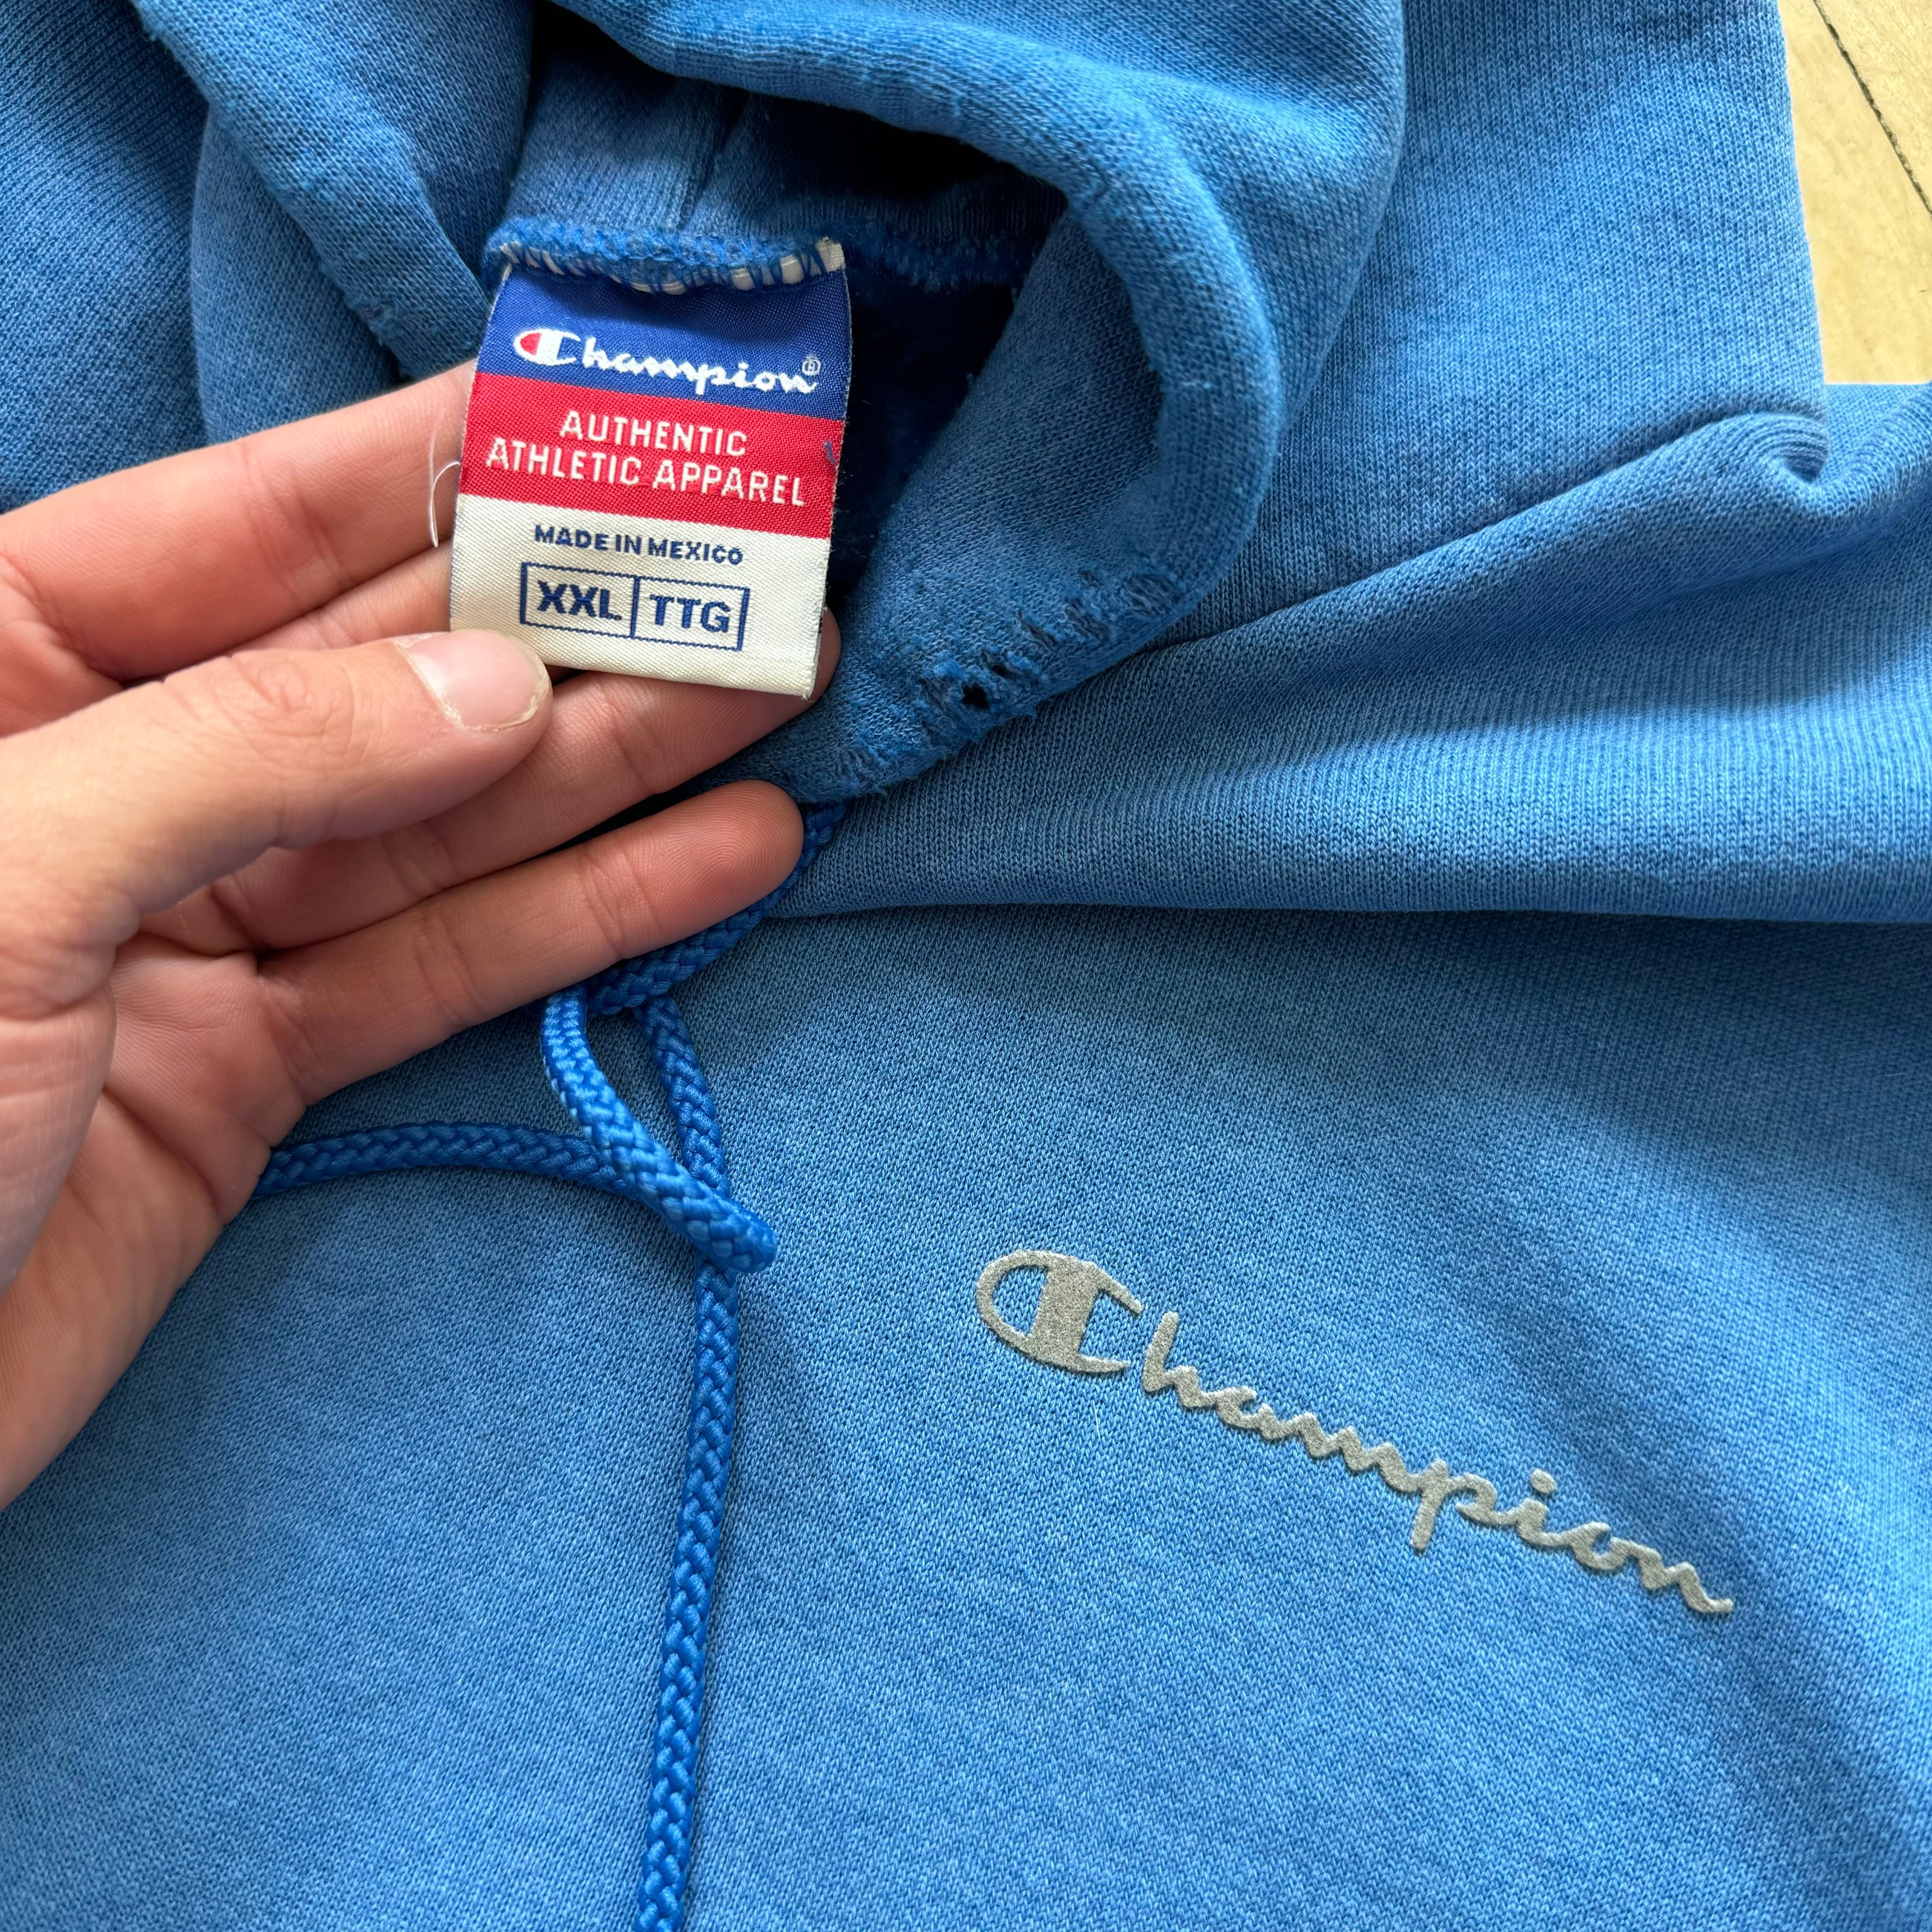 Champion®
AUTHENTIC
ATHLETIC APPAREL
MADE IN MEXICO
XXL TTG
Champion